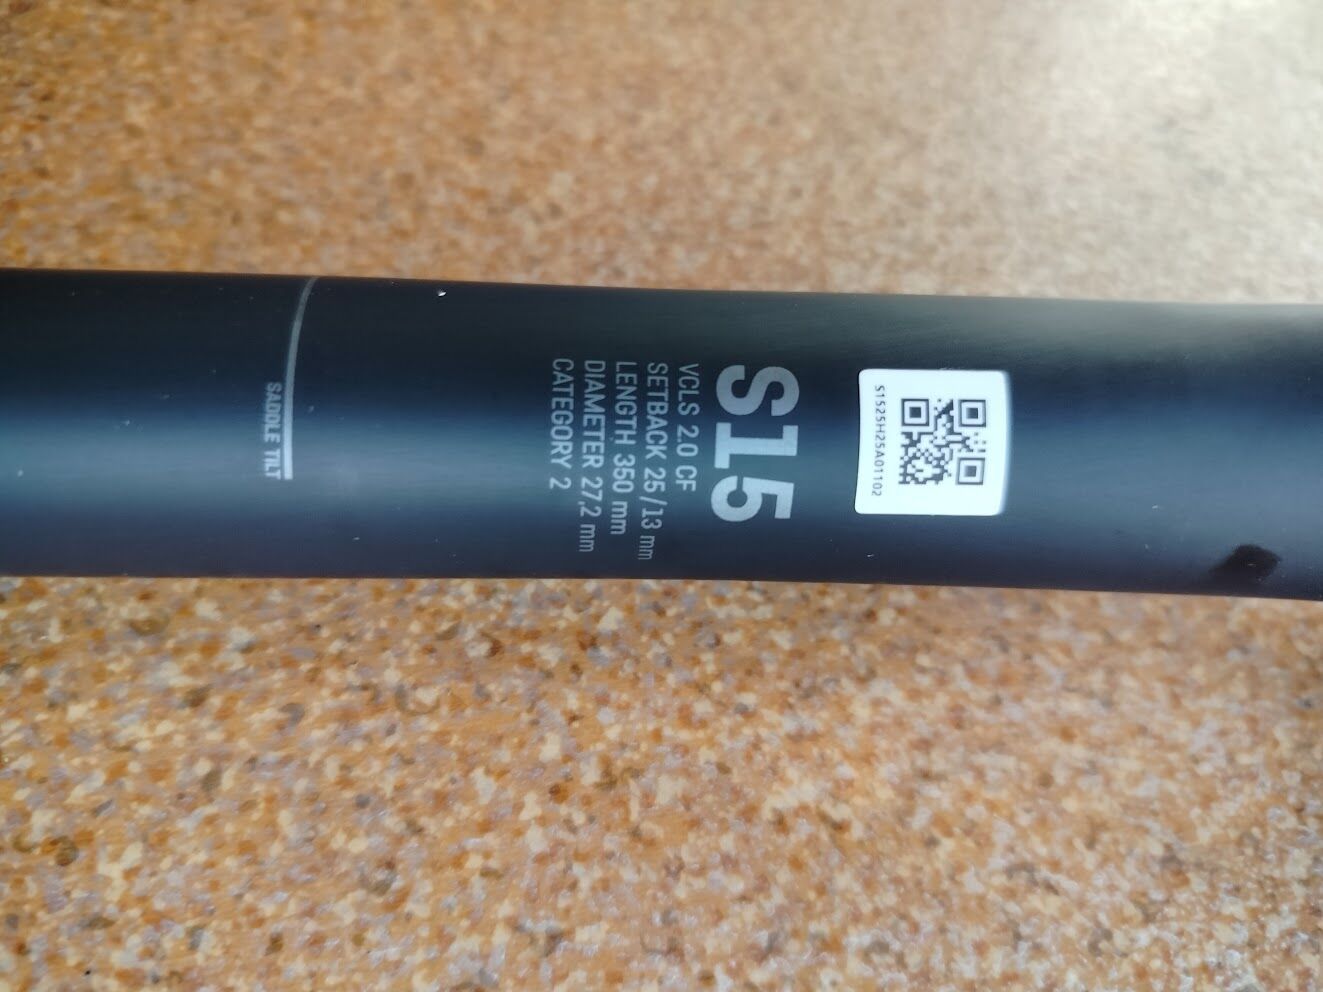 S1525H25A01102
S15
VCLS 2.0 CF
SETBACK 25/13 mm
LENGTH 350 mm
DIAMETER 27,2 mm
CATEGORY 2
SADDLE TILT